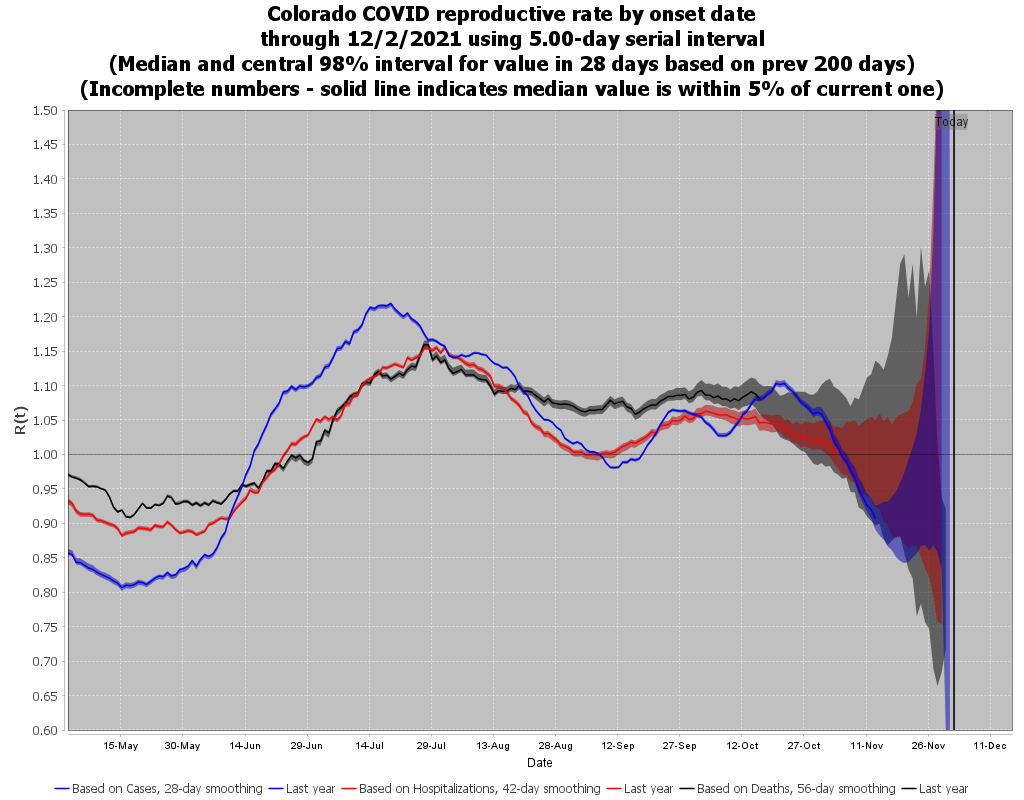 Colorado COVID reproductive rate by onset date
through 12/2/2021 using 5.00-day serial interval
(Median and central 98% interval for value in 28 days based on prev 200 days)
(Incomplete numbers - solid line indicates median value is within 5% of current one)
Today
1.50
1.45
1.40
1.35
1.30
1.25
1.20
1.15
1.10
1.05
1.00
0.95
0.90
0.85
0.80
0.75
0.70
0.65
0.60
R(t)
15-May 30-May 14-Jun 29-Jun 14-Jul 29-Jul 13-Aug 28-Aug 12-Sep 27-Sep 12-Oct 27-Oct 11-Nov 26-Nov 11-Dec
Date
Based on Cases, 28-day smoothing Last year Based on Hospitalizations, 42-day smoothing Last year Based on Deaths, 56-day smoothing Last year